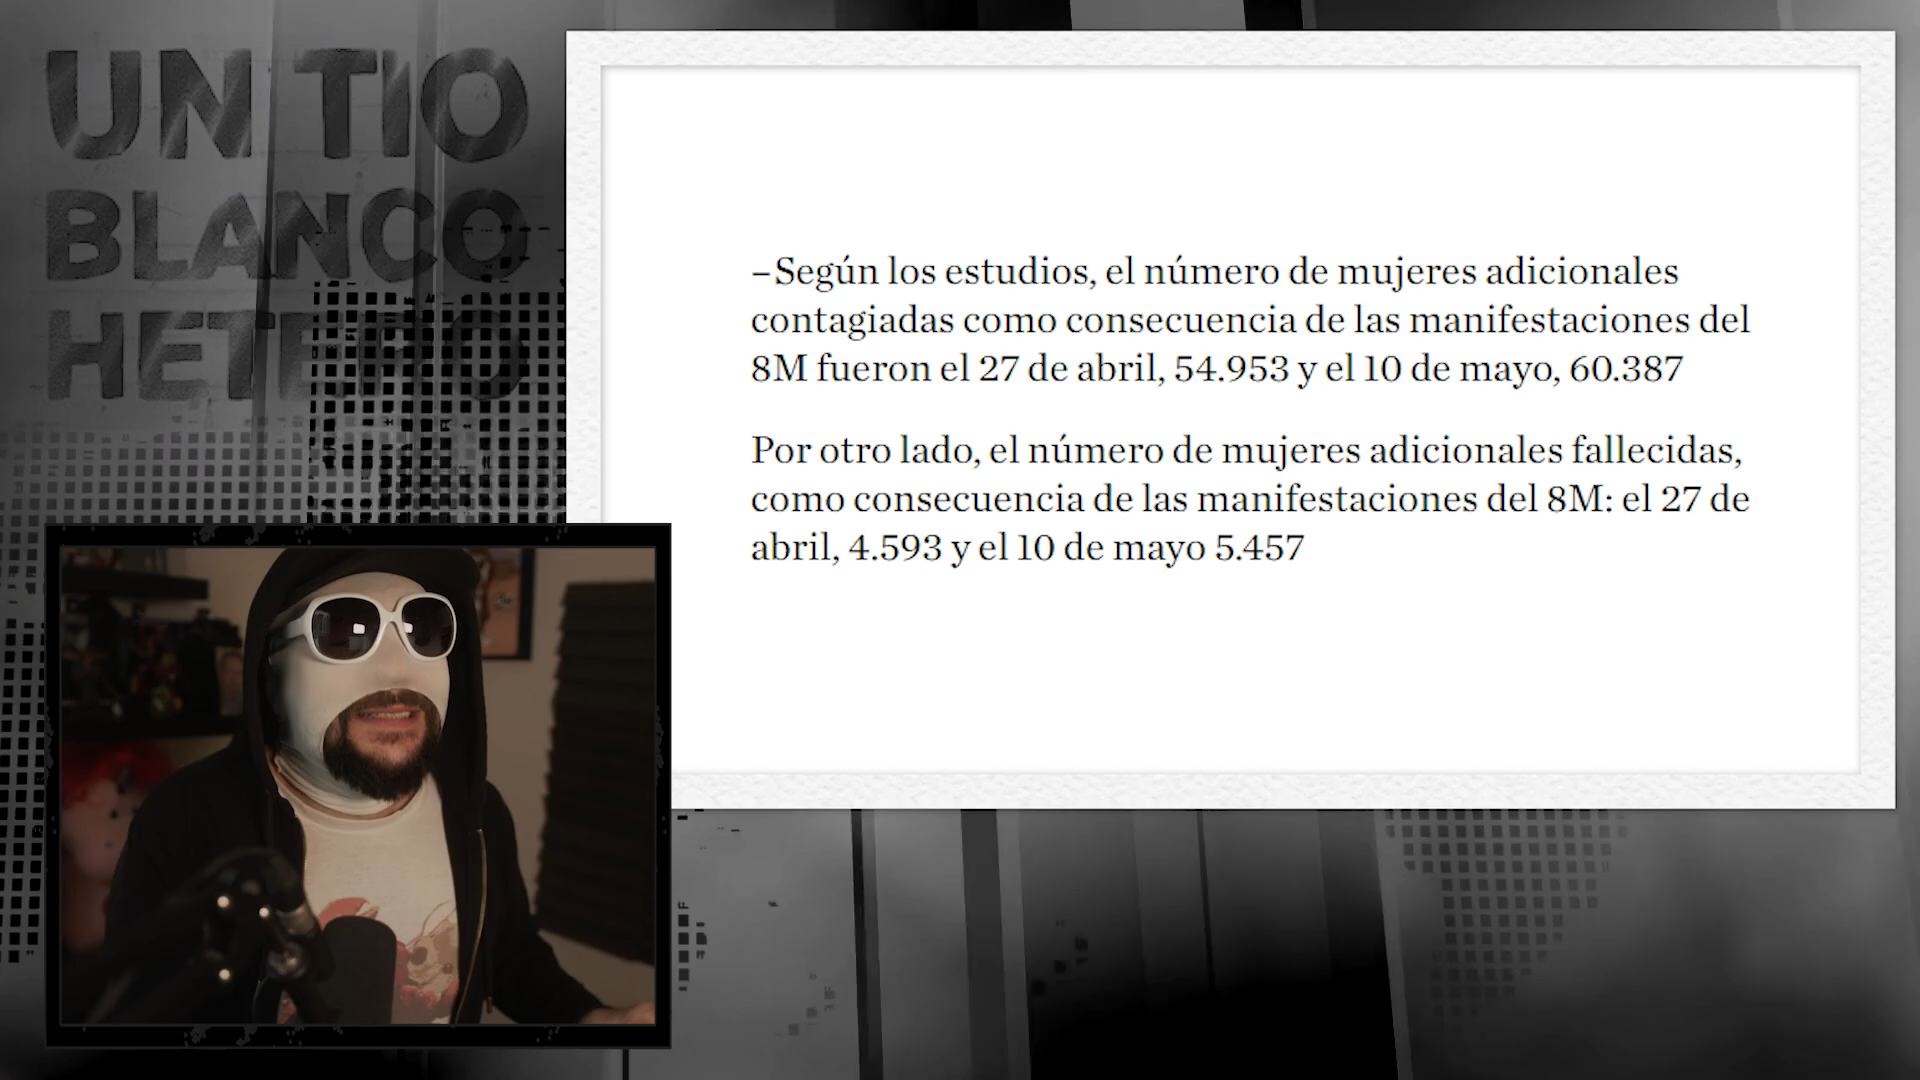 UN TIO
BLANCO
HETERO
–Según los estudios, el número de mujeres adicionales
contagiadas como consecuencia de las manifestaciones del
8M fueron el 27 de abril, 54.953 y el 10 de mayo, 60.387
Por otro lado, el número de mujeres adicionales fallecidas,
como consecuencia de las manifestaciones del 8M: el 27 de
abril, 4.593 y el 10 de mayo 5.457